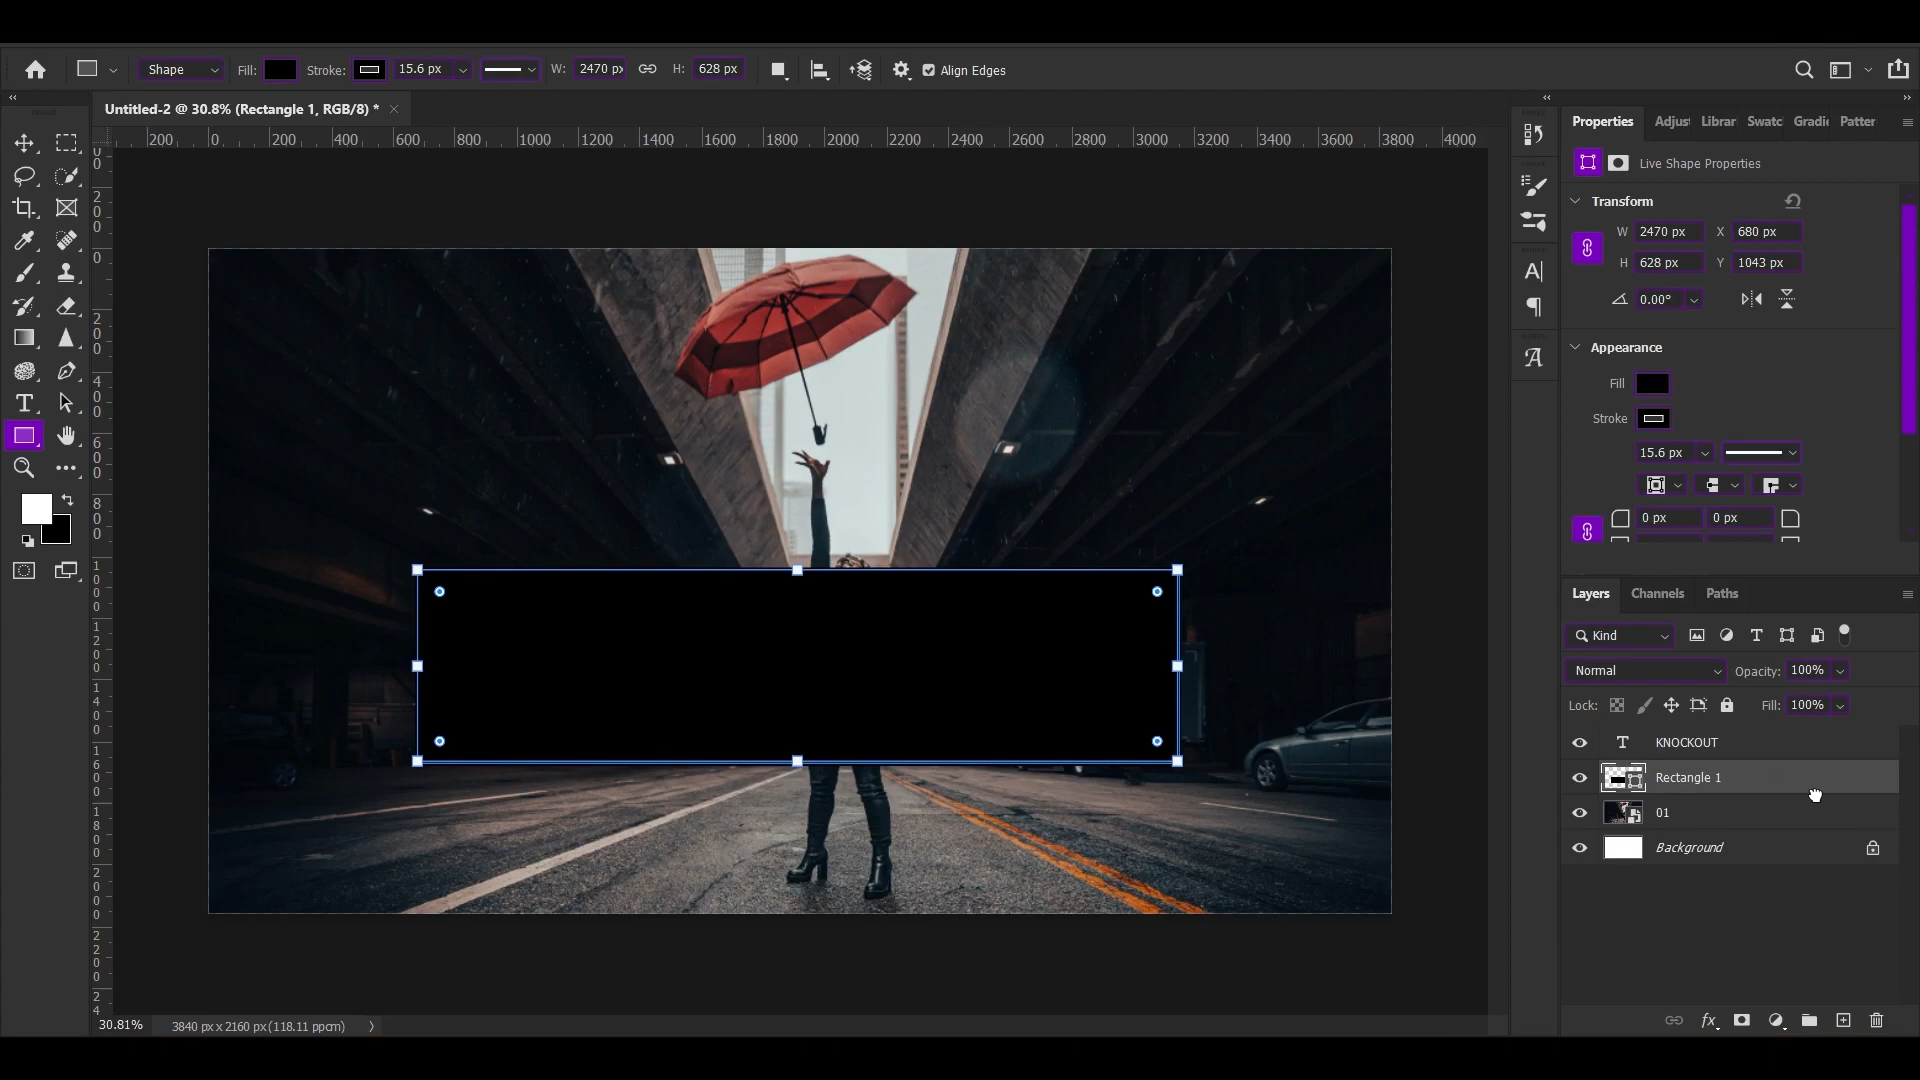 Shape Fill: Stroke: 15.6 px W: 2470 px H: 628 px Align Edges
Untitled-2 @ 30.8% (Rectangle 1, RGB/8) *
200 0 200 400 600 800 1000 1200 1400 1600 1800 2000 2200 2400 2600 2800 3000 3200 3400 3600 3800 4000
Properties Adjus Librar Swatc Gradie Patter
Live Shape Properties
Transform
W 2470 px X 680 px
H 628 px Y 1043 px
0.00°
Appearance
Fill
Stroke
15.6 px
0 px 0 px
Layers Channels Paths
Kind
Normal Opacity: 100%
Lock: Fill: 100%
KNOCKOUT
Rectangle 1
01
Background
30.81% 3840 px x 2160 px (118.11 ppcm)